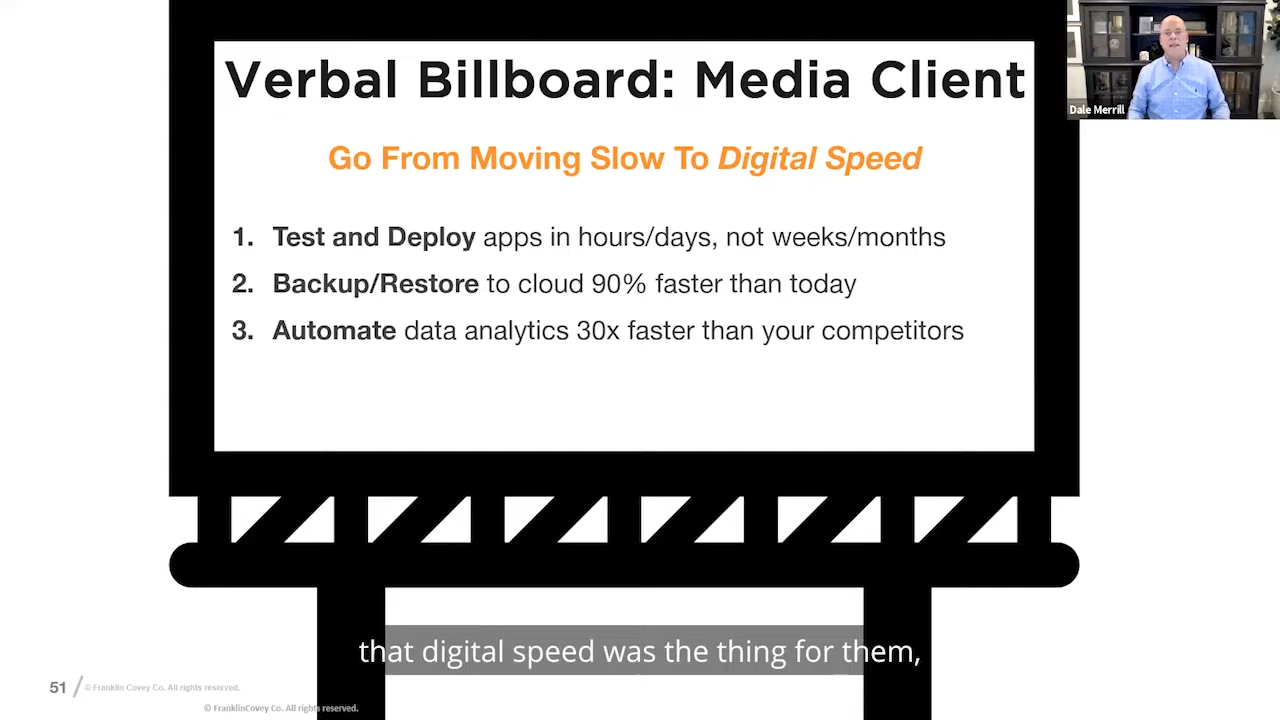 Verbal Billboard: Media Client
Dale Merrill
Go From Moving Slow To Digital Speed
1. Test and Deploy apps in hours/days, not weeks/months
2. Backup/Restore to cloud 90% faster than today
3. Automate data analytics 30x faster than your competitors
that digital speed was the thing for them,
51 / © Franklin Covey Co. All rights reserved.
© FranklinCovey Co. All rights reserved.